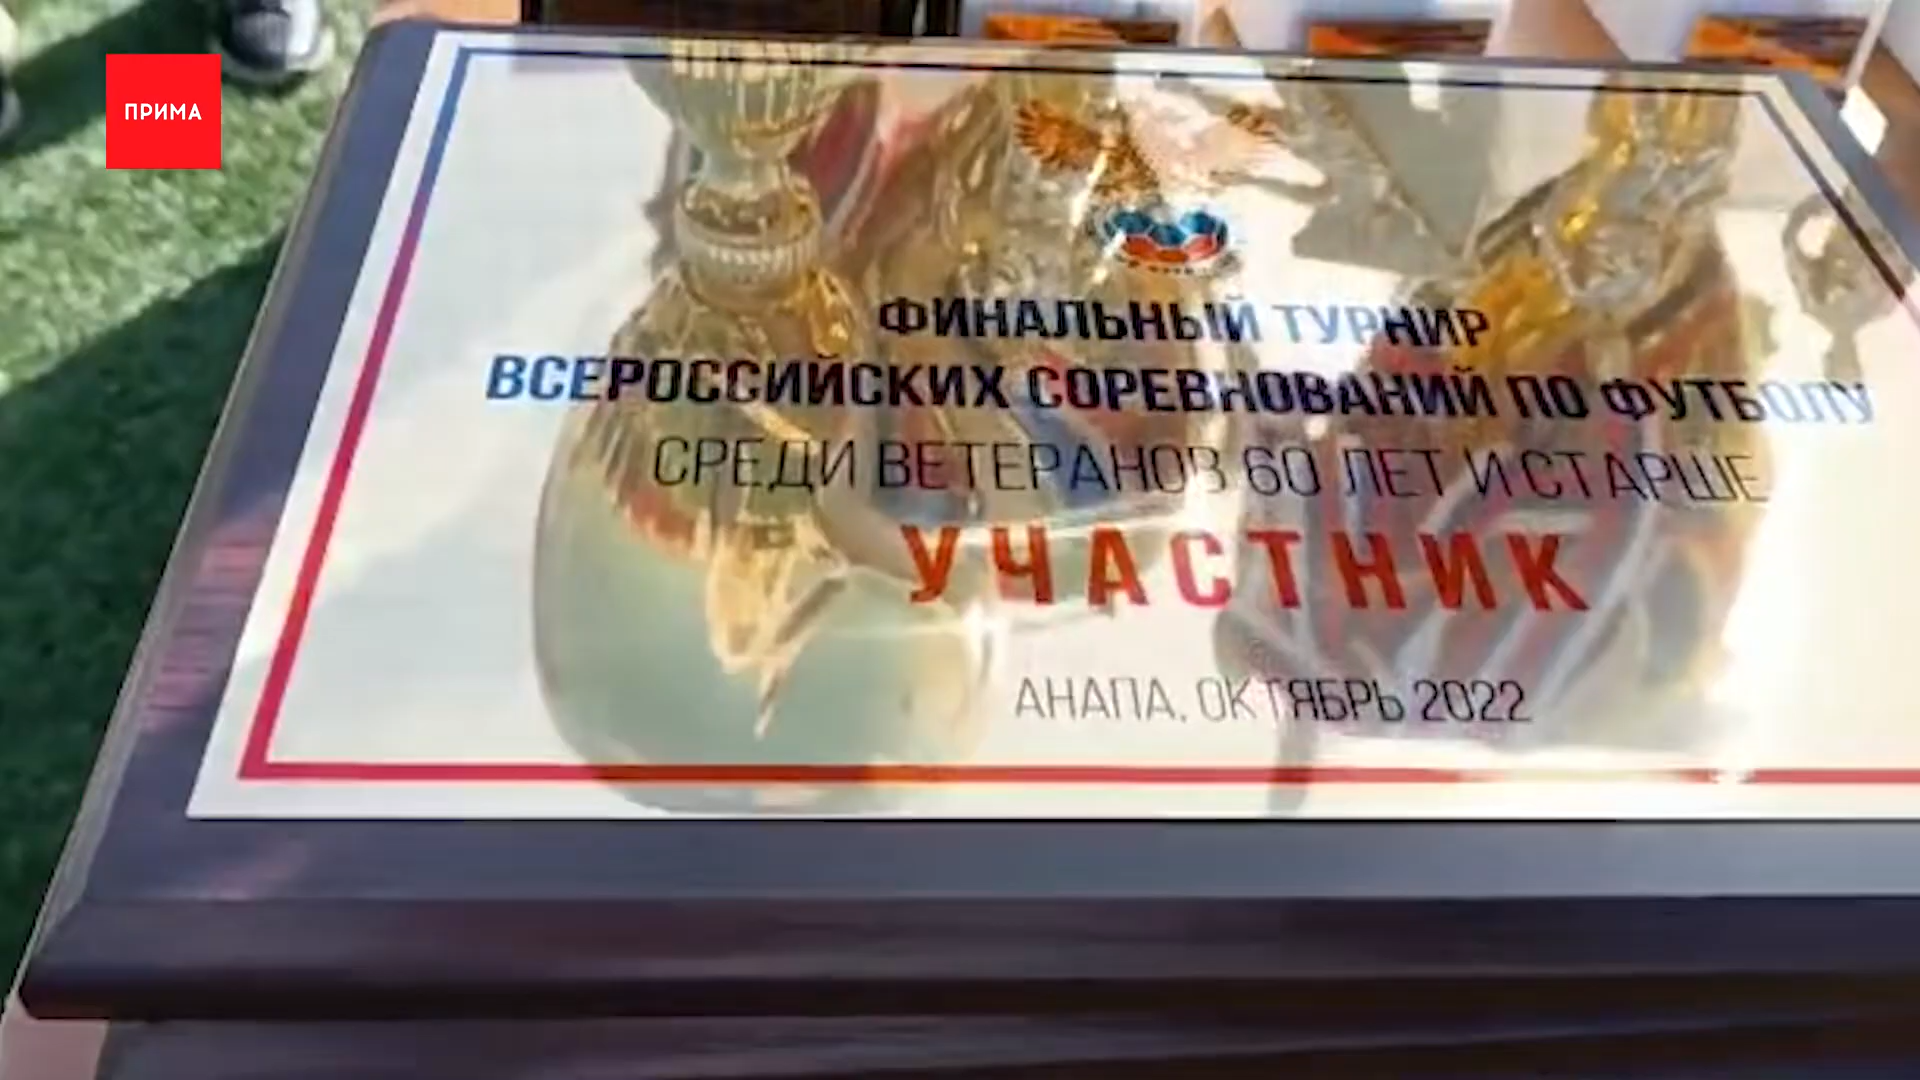 ПРИМА
ФИНАЛЬНЫЙ ТУРНИР
ВСЕРОССИЙСКИХ СОРЕВНОВАНИЙ ПО ФУТБОЛУ
СРЕДИ ВЕТЕРАНОВ 60 ЛЕТ И СТАРШЕ
УЧАСТНИК
АНАПА, ОКТЯБРЬ 2022